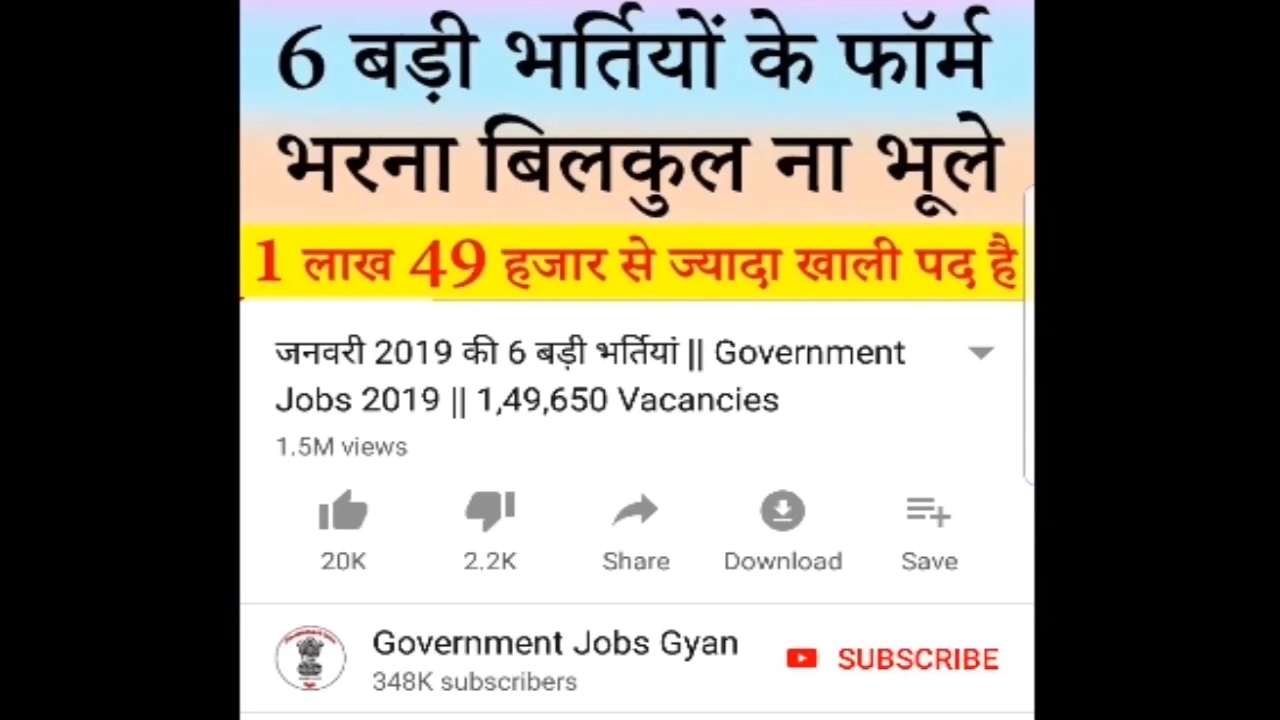 6 बड़ी भर्तियों के फॉर्म
भरना बिलकुल ना भूले
1 लाख 49 हजार से ज्यादा खाली पद है
जनवरी 2019 की 6 बड़ी भर्तियां || Government
Jobs 2019 || 1,49,650 Vacancies
1.5M views
20K 2.2K Share Download Save
Government Jobs Gyan SUBSCRIBE
348K subscribers